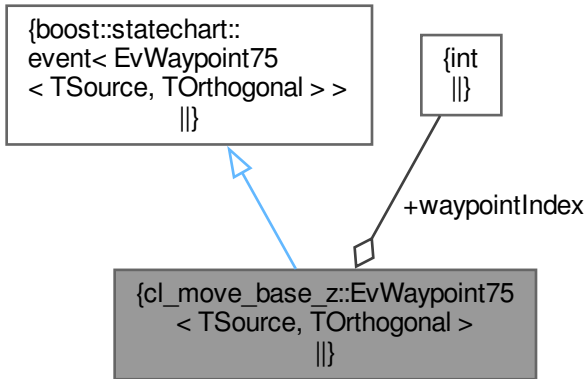 {boost::statechart::
event< EvWaypoint75
< TSource, TOrthogonal > >
||}
{int
||}
+waypointIndex
{cl_move_base_z::EvWaypoint75
< TSource, TOrthogonal >
||}